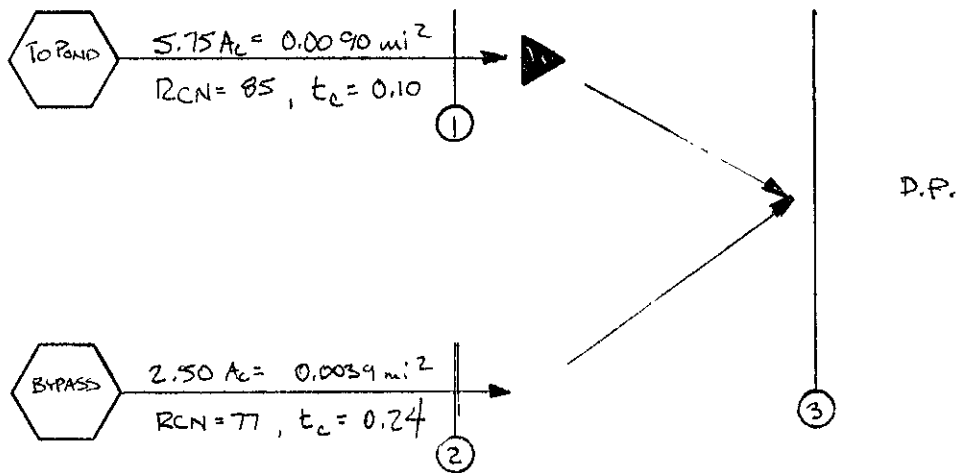 TO POND
5.75 Ac = 0.0090 mi²
RCN = 85 , tc = 0.10
1
D.P.
BYPASS
2.50 Ac = 0.0039 mi²
RCN = 77 , tc = 0.24
2
3